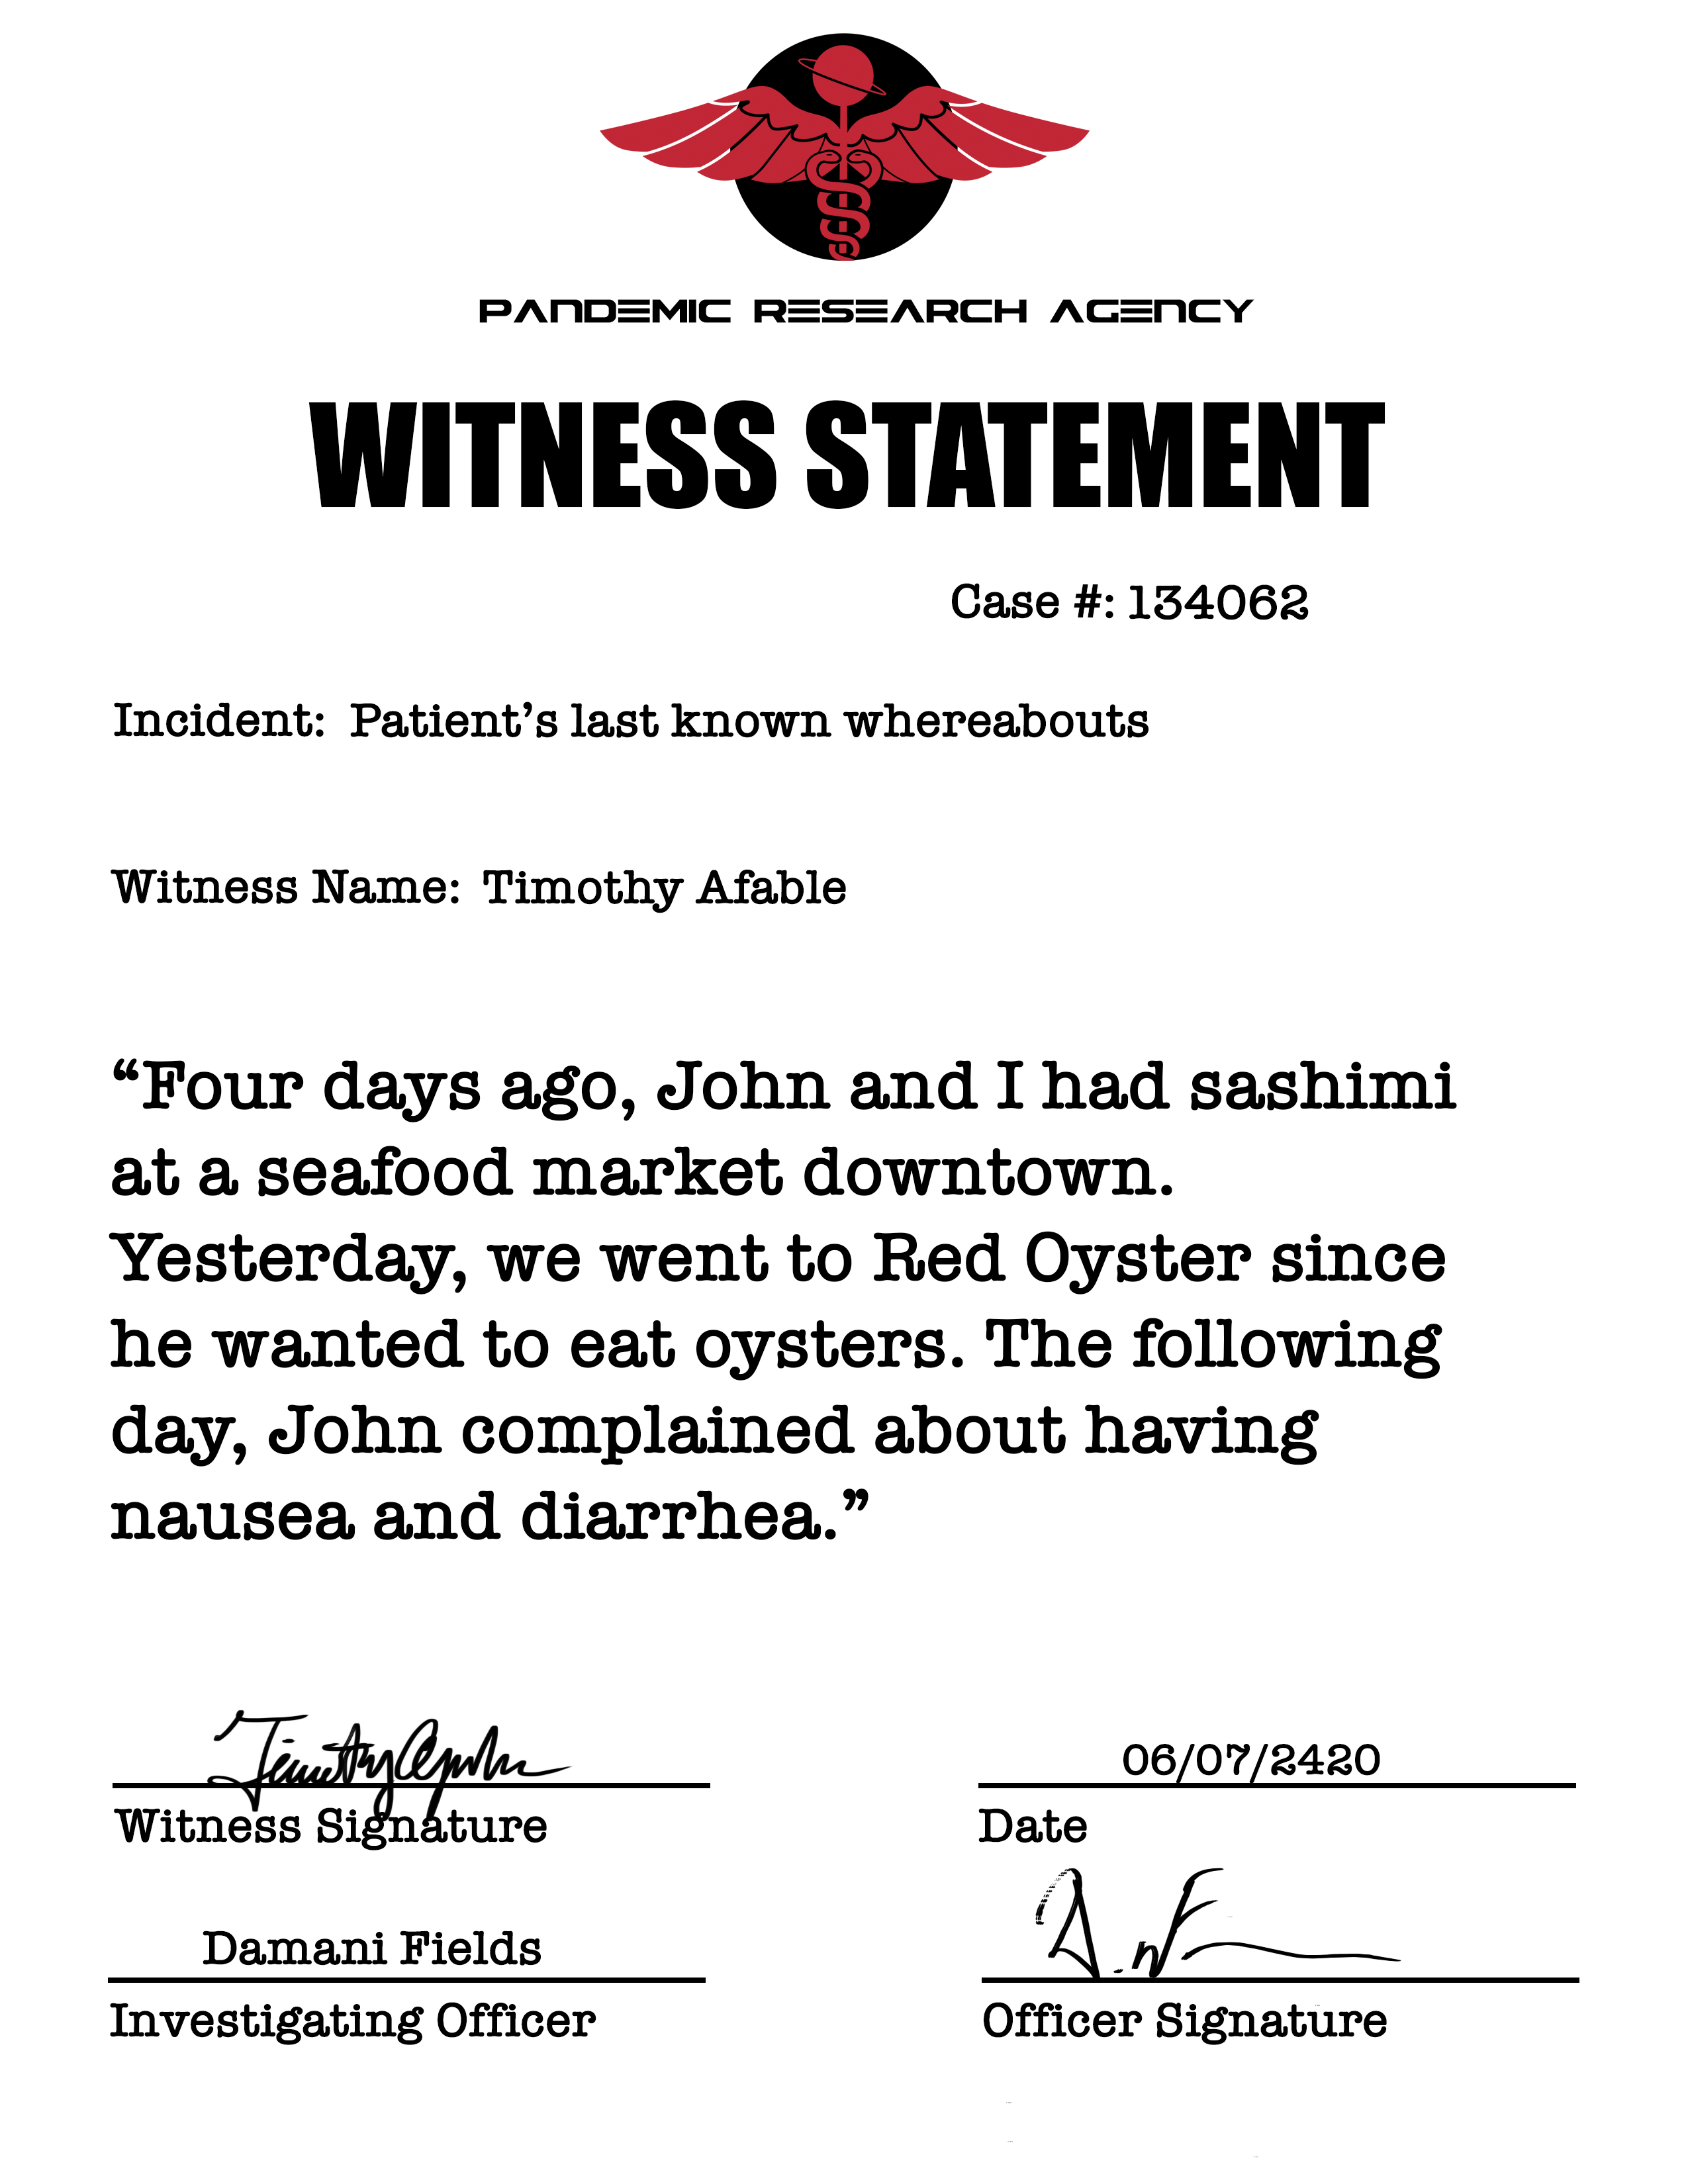 PANDEMIC RESEARCH AGENCY
WITNESS STATEMENT
Case #: 134062
Incident: Patient’s last known whereabouts
Witness Name: Timothy Afable
“Four days ago, John and I had sashimi
at a seafood market downtown.
Yesterday, we went to Red Oyster since
he wanted to eat oysters. The following
day, John complained about having
nausea and diarrhea.”
06/07/2420
Witness Signature
Date
Damani Fields
Investigating Officer
Officer Signature